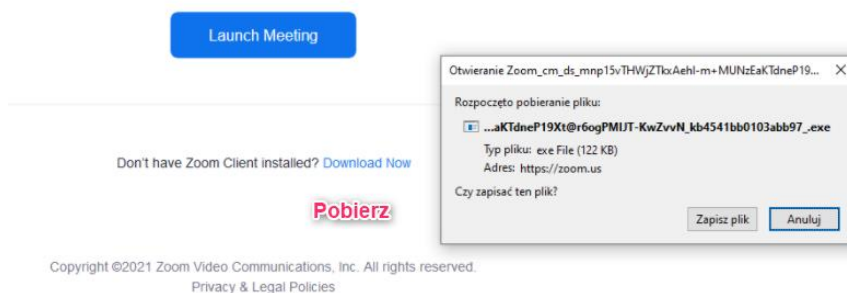 Launch Meeting
Otwieranie Zoom_cm_ds_mnp15vTHWjZTkxAehI-m+MUNzEaKTdneP19...
Rozpoczęto pobieranie pliku:
...aKTdneP19Xt@r6ogPMIJT-KwZvvN_kb4541bb0103abb97_.exe
Typ pliku: exe File (122 KB)
Adres: https://zoom.us
Czy zapisać ten plik?
Zapisz plik
Anuluj
Don't have Zoom Client installed? Download Now
Pobierz
Copyright ©2021 Zoom Video Communications, Inc. All rights reserved.
Privacy & Legal Policies